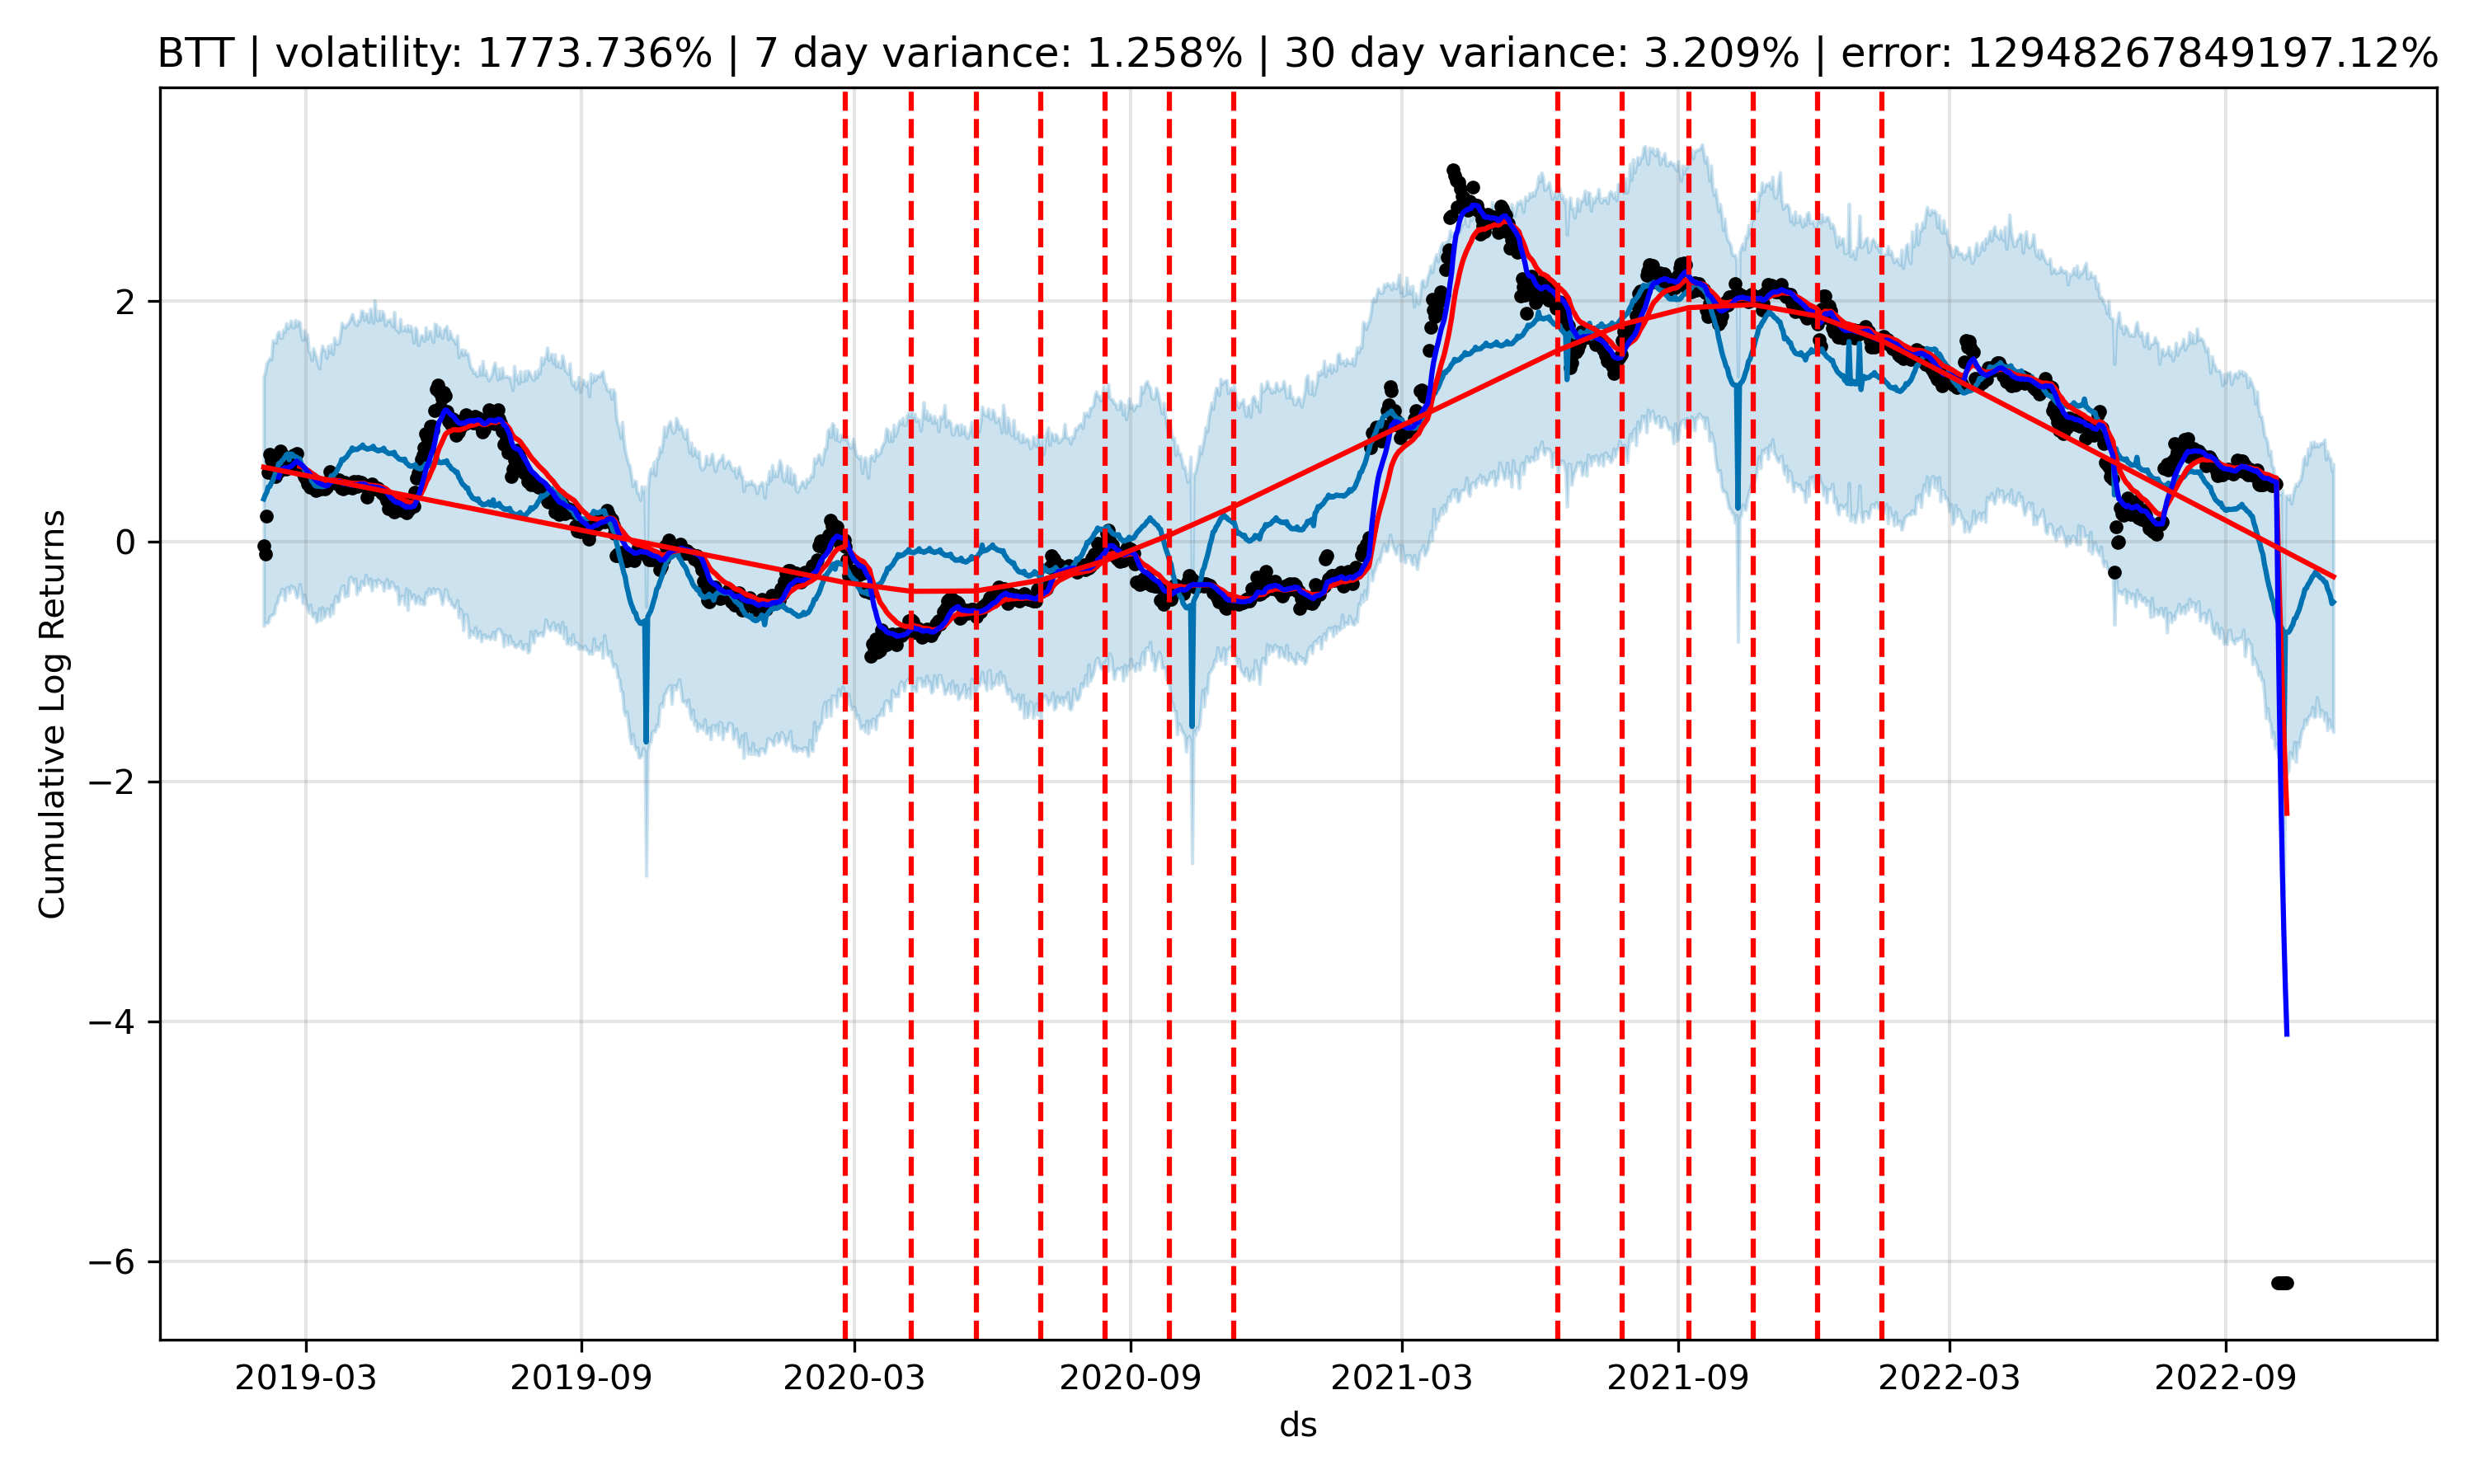 BTT | volatility: 1773.736% | 7 day variance: 1.258% | 30 day variance: 3.209% | error: 12948267849197.12%
Cumulative Log Returns
2
0
−2
−4
−6
2019-03 2019-09 2020-03 2020-09 2021-03 2021-09 2022-03 2022-09
ds